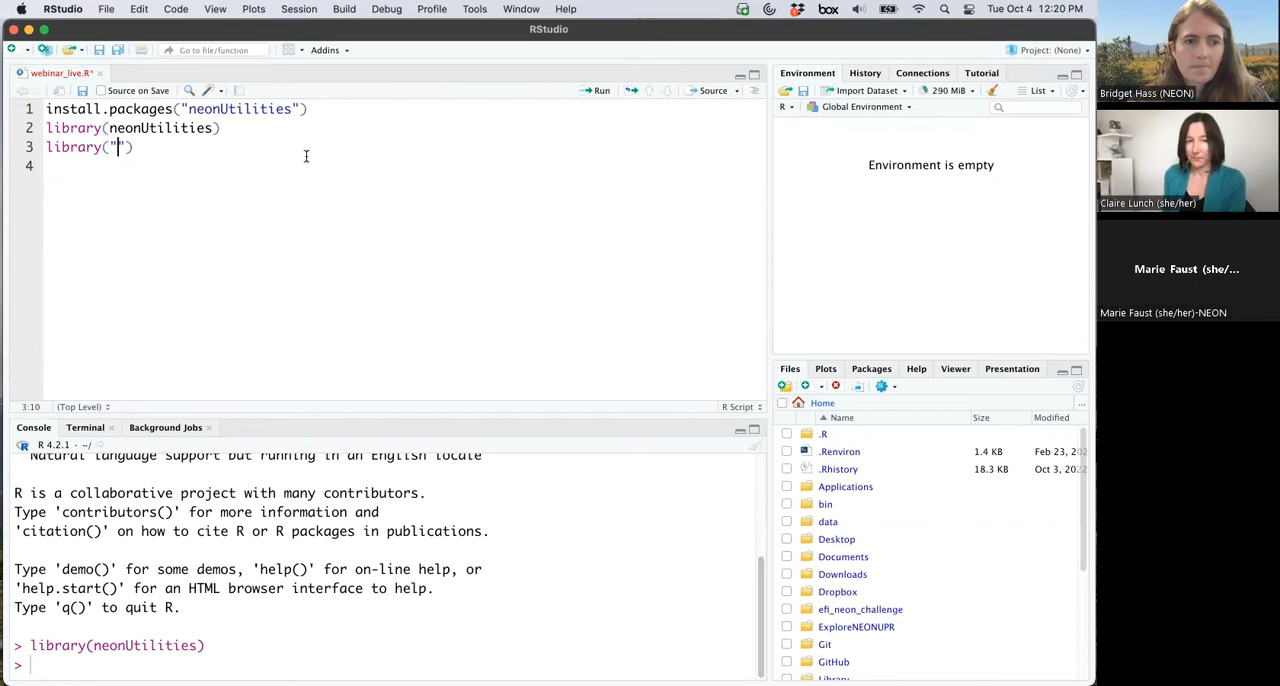 RStudio File Edit Code View Plots Session Build Debug Profile Tools Window Help box Tue Oct 4 12:20 PM
RStudio
Go to file/function Addins Project: (None)
webinar_live.R* ×
Source on Save Run Source
1 install.packages("neonUtilities")
2 library(neonUtilities)
3 library("")
4
3:10 (Top Level) R Script
Console Terminal × Background Jobs ×
R 4.2.1 · ~/
Natural language support but running in an English locale
R is a collaborative project with many contributors.
Type 'contributors()' for more information and
'citation()' on how to cite R or R packages in publications.
Type 'demo()' for some demos, 'help()' for on-line help, or
'help.start()' for an HTML browser interface to help.
Type 'q()' to quit R.
> library(neonUtilities)
>
Environment History Connections Tutorial
Import Dataset 290 MiB List
R Global Environment
Environment is empty
Files Plots Packages Help Viewer Presentation
Home ...
Name Size Modified
.R
.Renviron 1.4 KB Feb 23, 202
.Rhistory 18.3 KB Oct 3, 2022
Applications
bin
data
Desktop
Documents
Downloads
Dropbox
efi_neon_challenge
ExploreNEONUPR
Git
GitHub
Library
Bridget Hass (NEON)
Claire Lunch (she/her)
Marie Faust (she/...
Marie Faust (she/her)-NEON